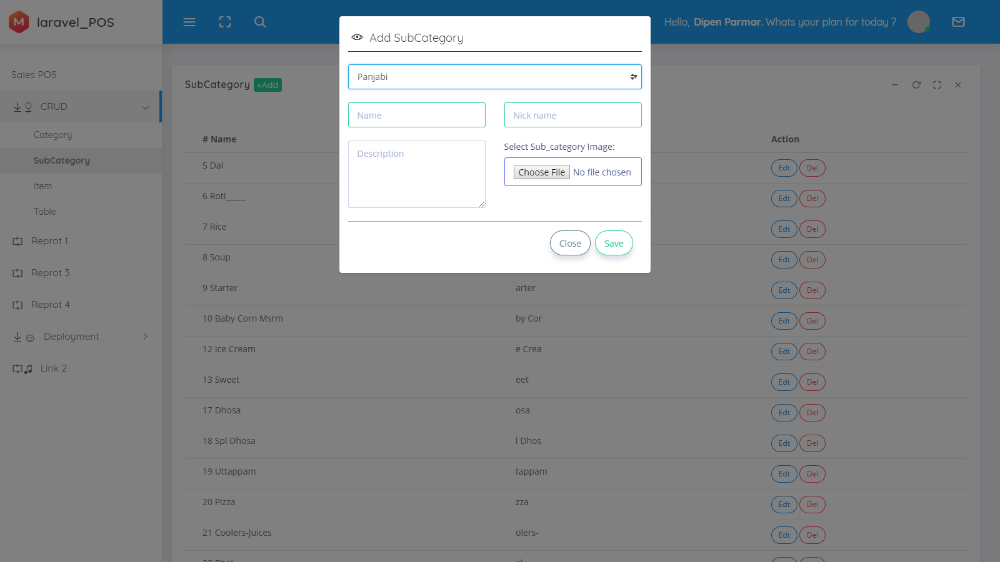 laravel_POS
Hello, Dipen Parmar. Whats your plan for today ?
Sales POS
CRUD
Category
SubCategory
Item
Table
Reprot 1
Reprot 3
Reprot 4
Deployment
Link 2
Add SubCategory
Panjabi
Name
Nick name
Description
Select Sub_category Image:
Choose File No file chosen
Close Save
SubCategory +Add
# Name Action
5 Dal Edt Del
6 Roti____ Edt Del
7 Rice Edt Del
8 Soup Edt Del
9 Starter arter Edt Del
10 Baby Corn Msrm by Cor Edt Del
12 Ice Cream e Crea Edt Del
13 Sweet eet Edt Del
17 Dhosa osa Edt Del
18 Spl Dhosa l Dhos Edt Del
19 Uttappam tappam Edt Del
20 Pizza zza Edt Del
21 Coolers-Juices olers- Edt Del